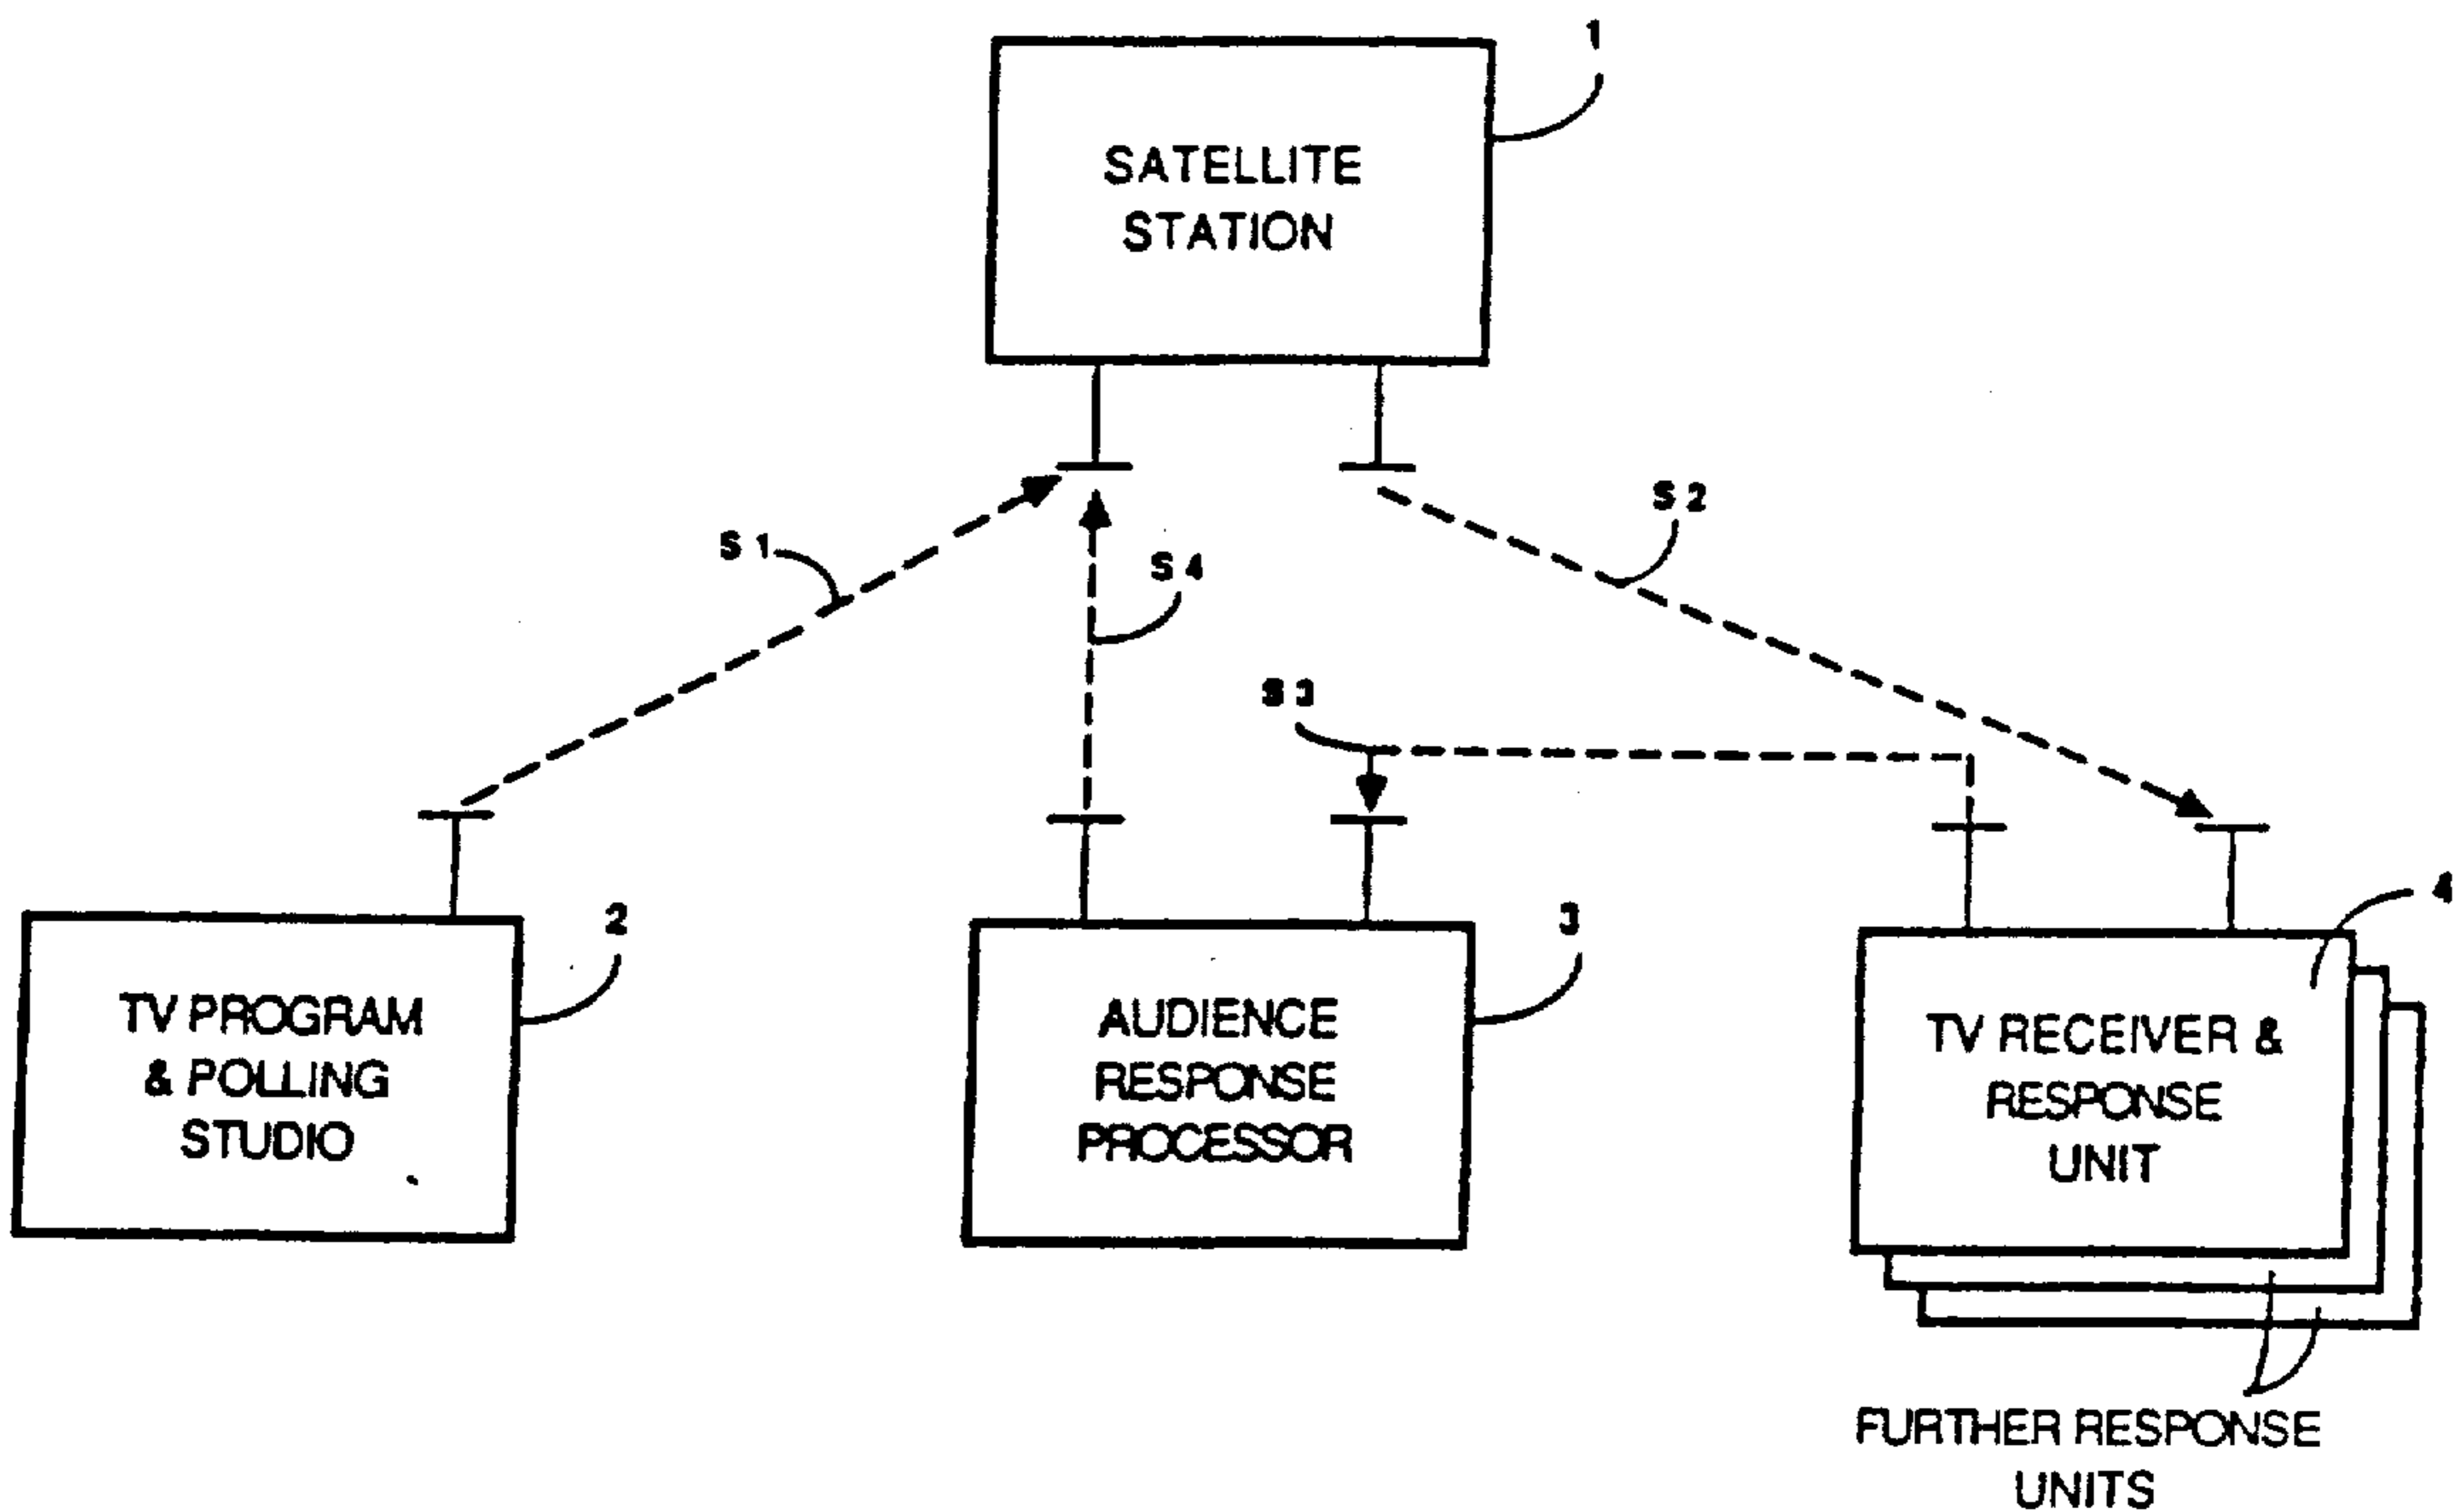 1
SATELLITE
STATION
S 1
S 2
S 4
S 3
2
3
4
TV PROGRAM
& POLLING
STUDIO
AUDIENCE
RESPONSE
PROCESSOR
TV RECEIVER &
RESPONSE
UNIT
FURTHER RESPONSE
UNITS